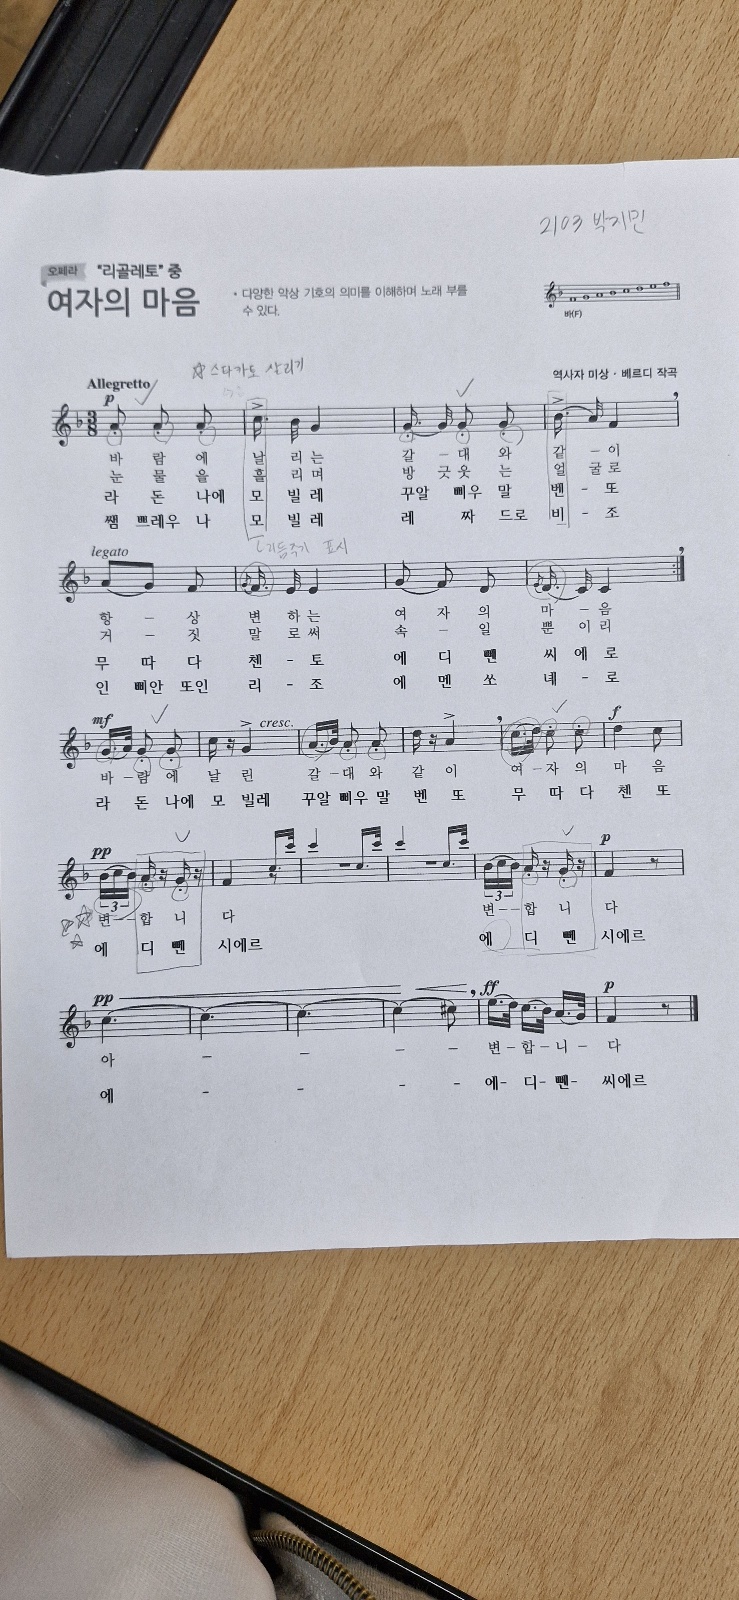 2103 박지민
오페라 "리골레토" 중
여자의 마음
• 다양한 악상 기호의 의미를 이해하며 노래 부를
수 있다.
바(F)
☆ 스타카토 살리기
Allegretto
역사자 미상 · 베르디 작곡
p
바 람 에 날 리 는 갈 – 대 와 같 – 이
눈 물 을 흘 리 며 방 긋 웃 는 얼 굴 로
라 돈 나에 모 빌 레 꾸알 삐우 말 벤 - 또
쨈 쁘레우 나 모 빌 레 레 짜 드로 비 - 조
legato
표시
항 – 상 변 하 는 여 자 의 마 – 음
거 – 짓 말 로 써 속 – 일 뿐 이 리
무 따 다 첸 - 토 에 디 뻰 씨 에 로
인 삐안 또인 리 - 조 에 멘 쏘 녜 - 로
mf cresc. f
바 – 람 에 날 린 갈 – 대 와 같 이 여 – 자 의 마 음
라 돈 나에 모 빌레 꾸알 삐우 말 벤 또 무 따 다 첸 또
pp p
3 3
변 – 합 니 다 변 – – 합 니 다
에 디 뻰 시에르 에 디 뻰 시에르
pp ff p
아 – – – – 변 – 합 – 니 – 다
에 - - - - 에- 디- 뻰- 씨에르